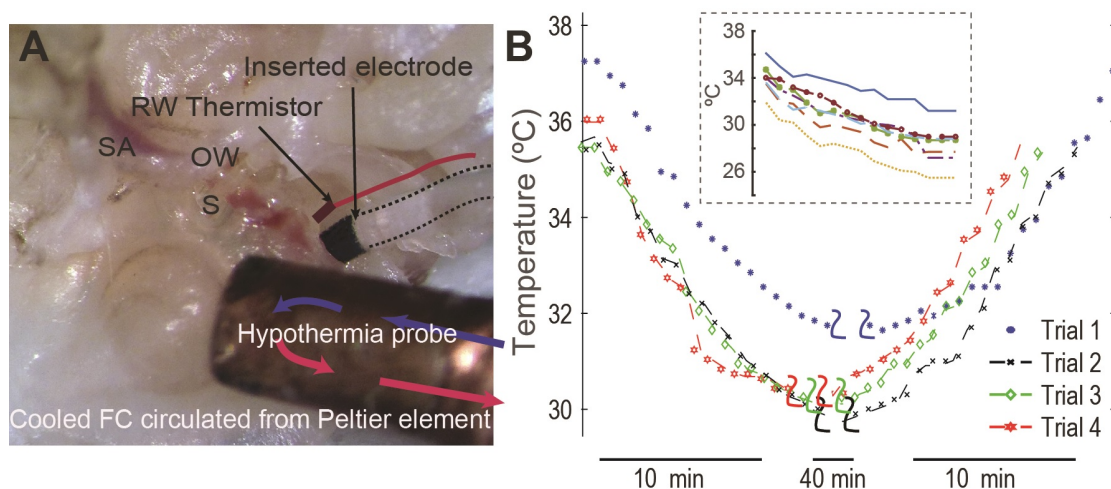 A
Inserted electrode
RW Thermistor
SA
OW
S
Hypothermia probe
Cooled FC circulated from Peltier element
B
Temperature (ºC)
38
36
34
32
30
ºC
34
30
26
Trial 1
Trial 2
Trial 3
Trial 4
10 min
40 min
10 min